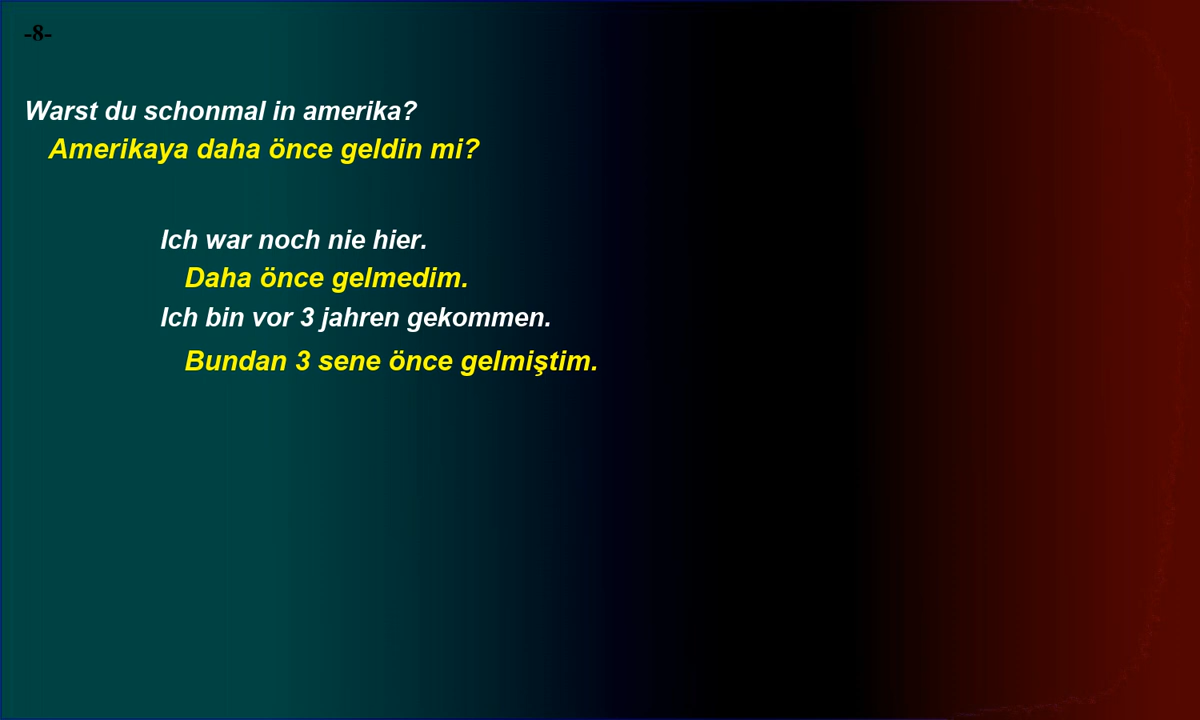 -8-
Warst du schonmal in amerika?
Amerikaya daha önce geldin mi?
Ich war noch nie hier.
Daha önce gelmedim.
Ich bin vor 3 jahren gekommen.
Bundan 3 sene önce gelmiştim.